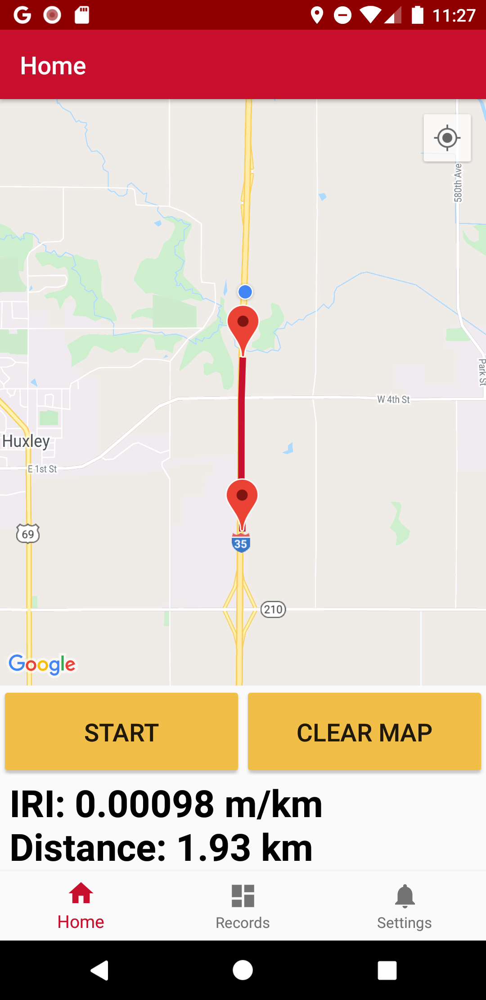 11:27
Home
580th Ave
Park St
W 4th St
Huxley
E 1st St
69
35
210
Google
START
CLEAR MAP
IRI: 0.00098 m/km
Distance: 1.93 km
Home
Records
Settings